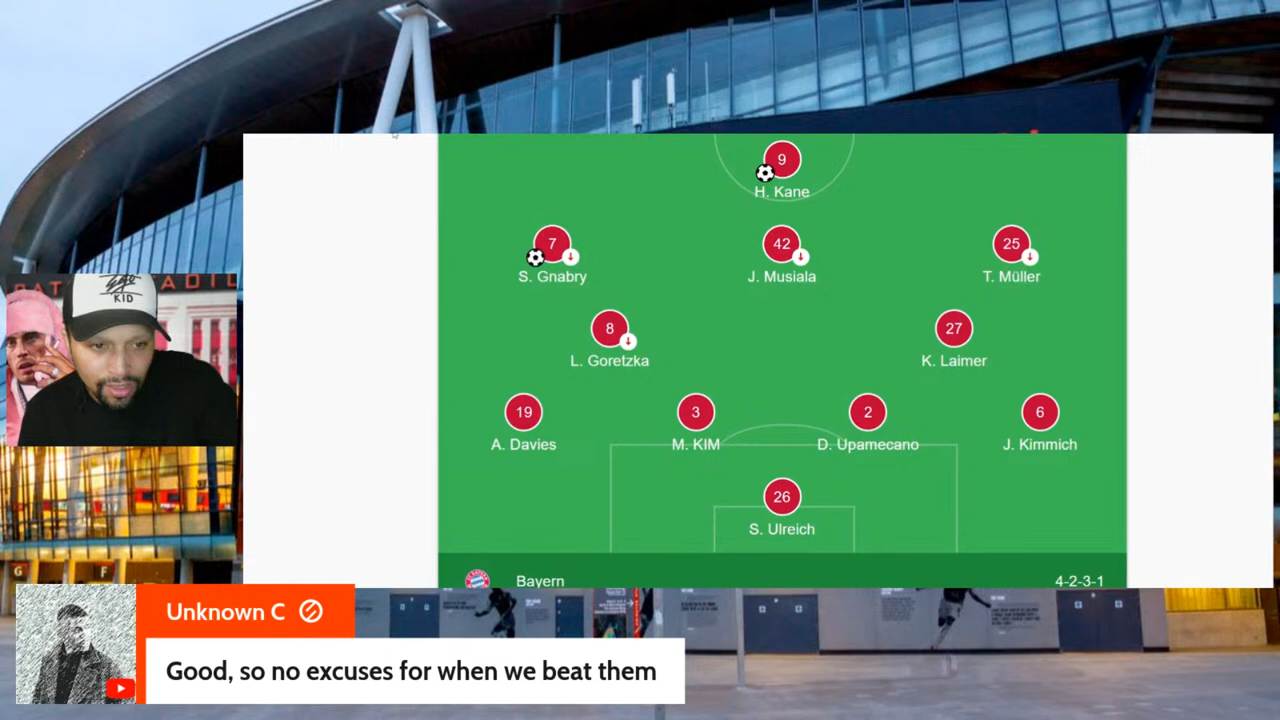 9
H. Kane
7
42
25
S. Gnabry
J. Musiala
T. Müller
8
27
L. Goretzka
K. Laimer
19
3
2
6
A. Davies
M. KIM
D. Upamecano
J. Kimmich
26
S. Ulreich
Bayern
4-2-3-1
KID
G
F
Unknown C
Good, so no excuses for when we beat them